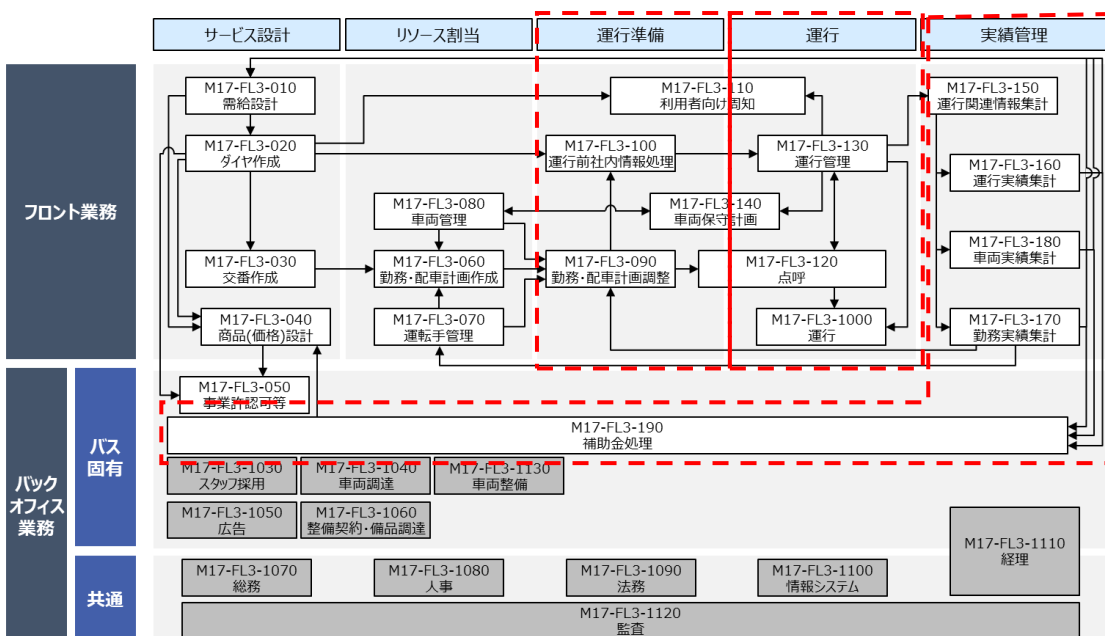 サービス設計
リソース割当
運行準備
運行
実績管理
フロント業務
M17-FL3-010
需給設計
M17-FL3-110
利用者向け周知
M17-FL3-150
運行関連情報集計
M17-FL3-020
ダイヤ作成
M17-FL3-100
運行前社内情報処理
M17-FL3-130
運行管理
M17-FL3-160
運行実績集計
M17-FL3-080
車両管理
M17-FL3-140
車両保守計画
M17-FL3-030
交番作成
M17-FL3-060
勤務・配車計画作成
M17-FL3-090
勤務・配車計画調整
M17-FL3-120
点呼
M17-FL3-180
車両実績集計
M17-FL3-040
商品(価格)設計
M17-FL3-070
運転手管理
M17-FL3-1000
運行
M17-FL3-170
勤務実績集計
バック
オフィス
業務
バス
固有
M17-FL3-050
事業許認可等
M17-FL3-190
補助金処理
M17-FL3-1030
スタッフ採用
M17-FL3-1040
車両調達
M17-FL3-1130
車両整備
M17-FL3-1050
広告
M17-FL3-1060
整備契約・備品調達
M17-FL3-1110
経理
共通
M17-FL3-1070
総務
M17-FL3-1080
人事
M17-FL3-1090
法務
M17-FL3-1100
情報システム
M17-FL3-1120
監査